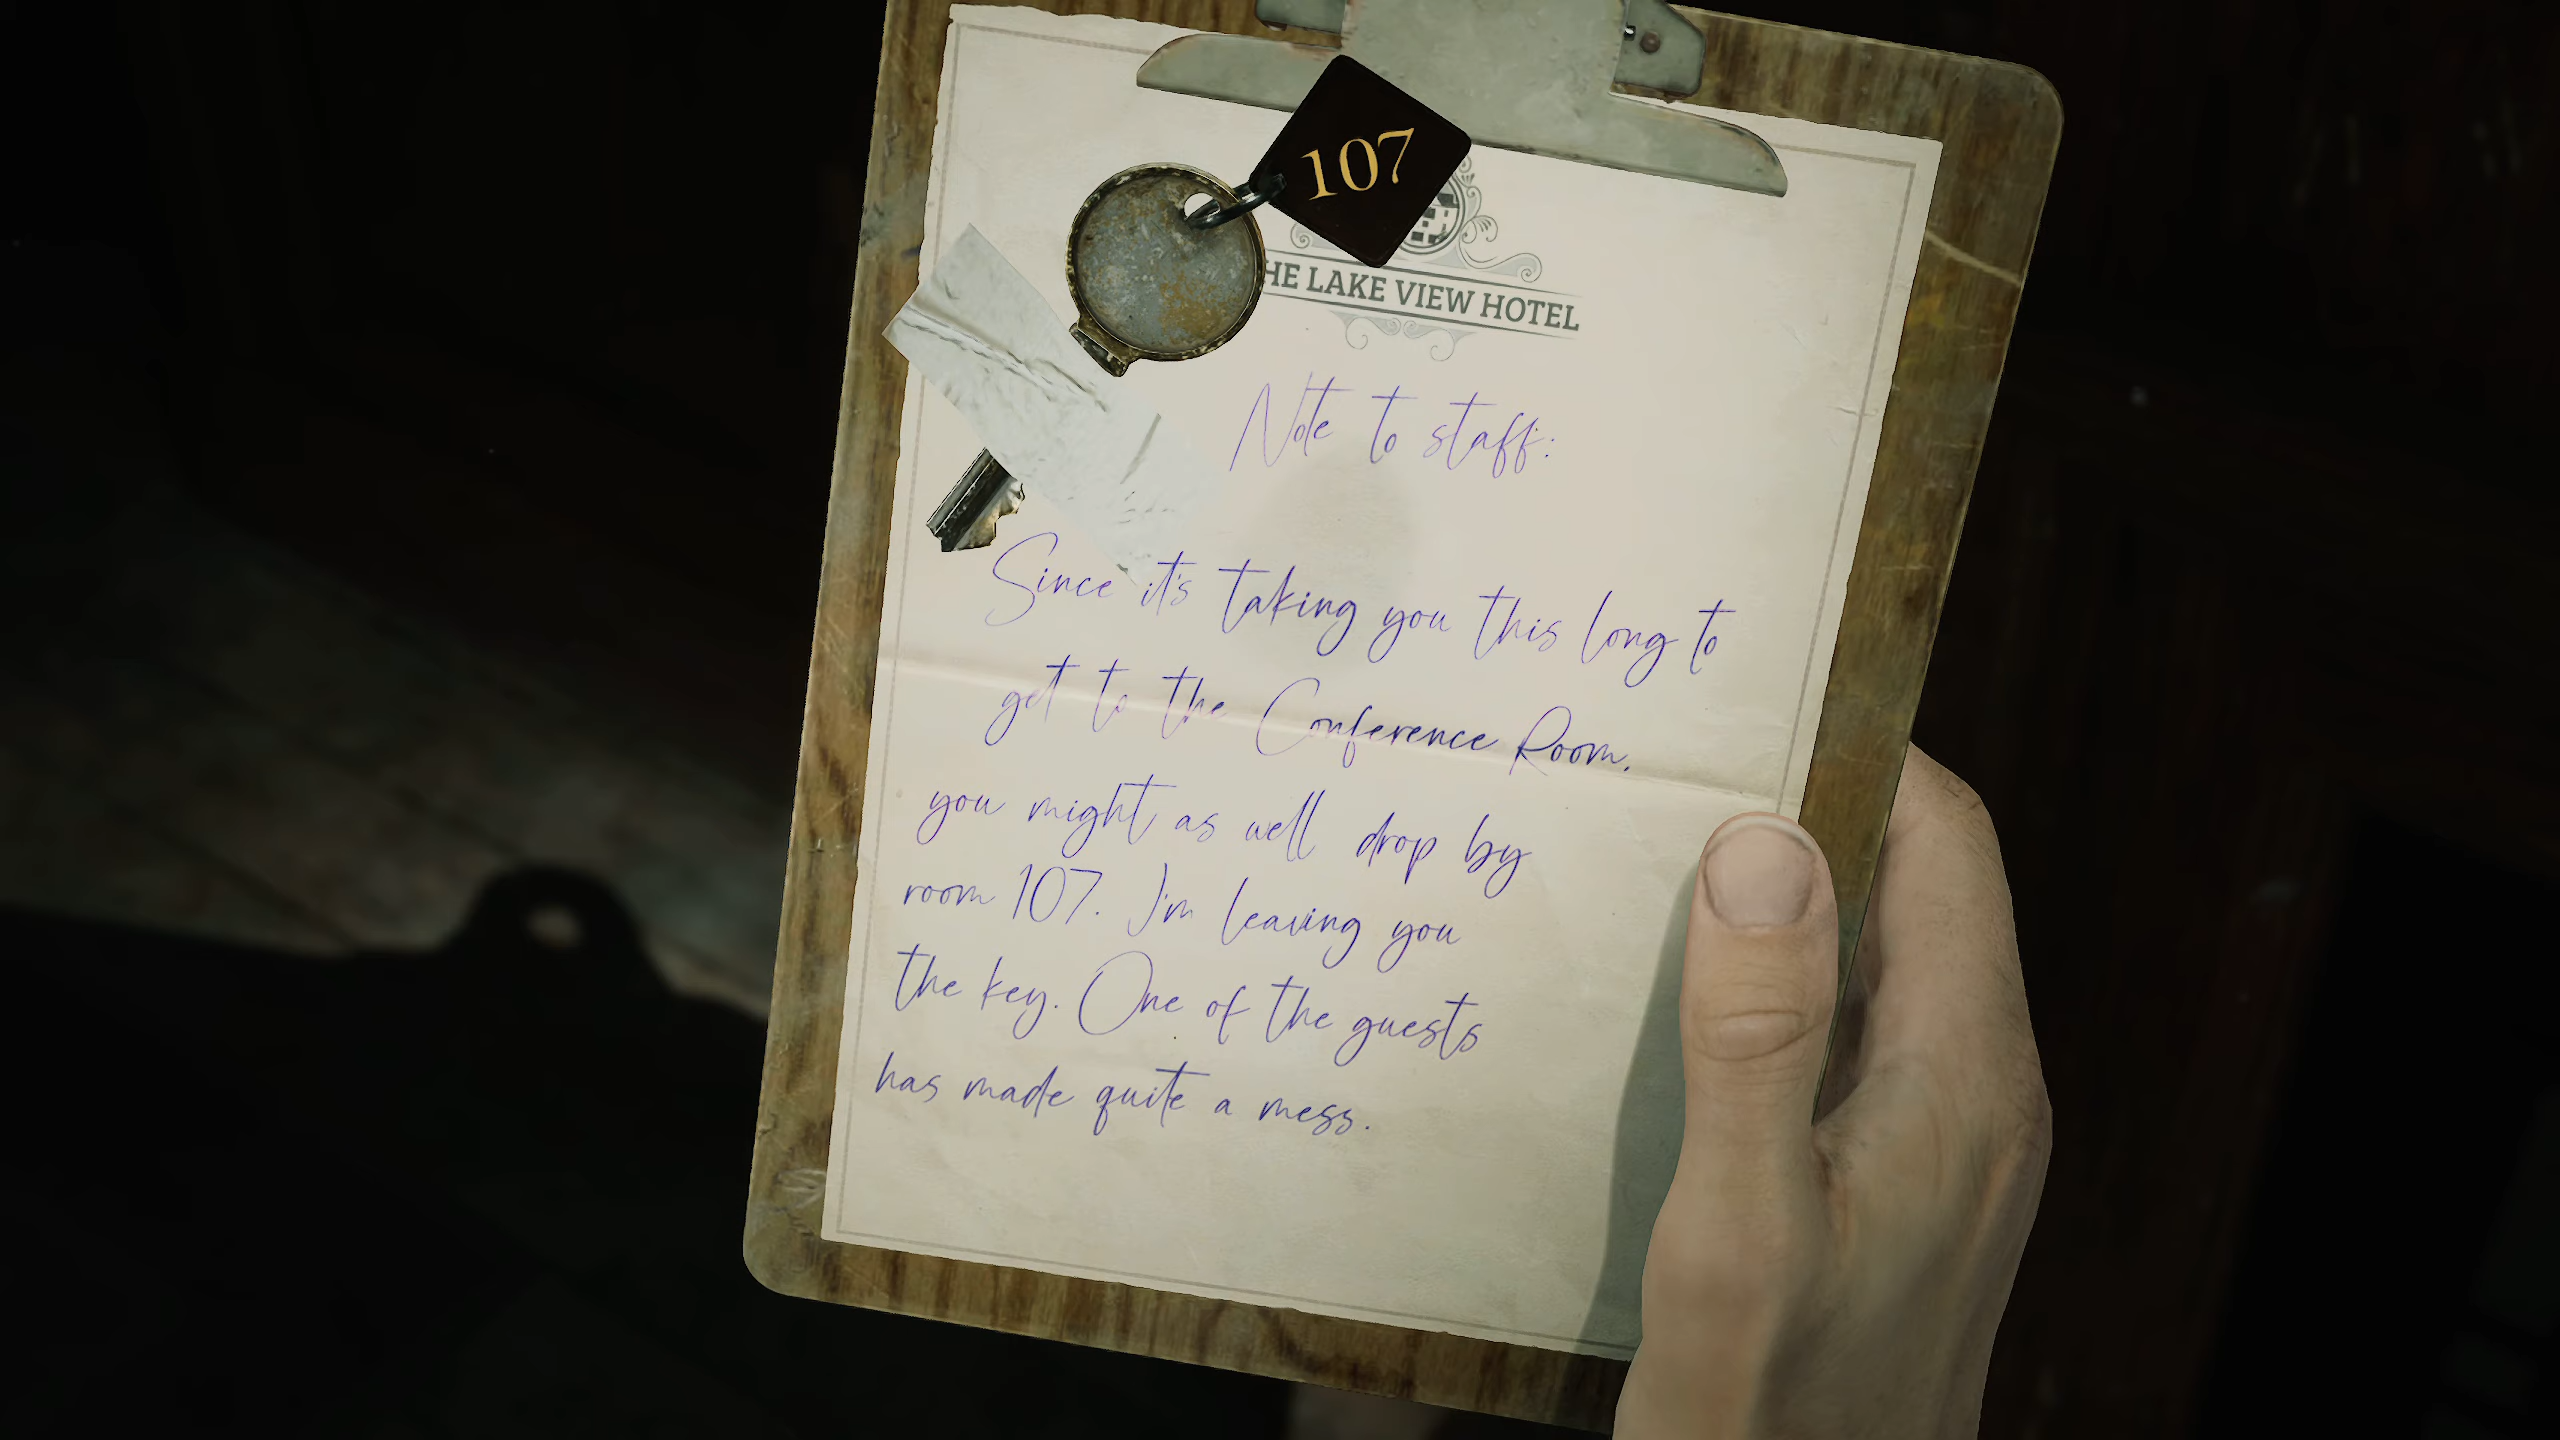 107
HE LAKE VIEW HOTEL
Note to staff:
Since it's taking you this long to
get to the Conference Room,
you might as well drop by
room 107. I'm leaving you
the key. One of the guests
has made quite a mess.